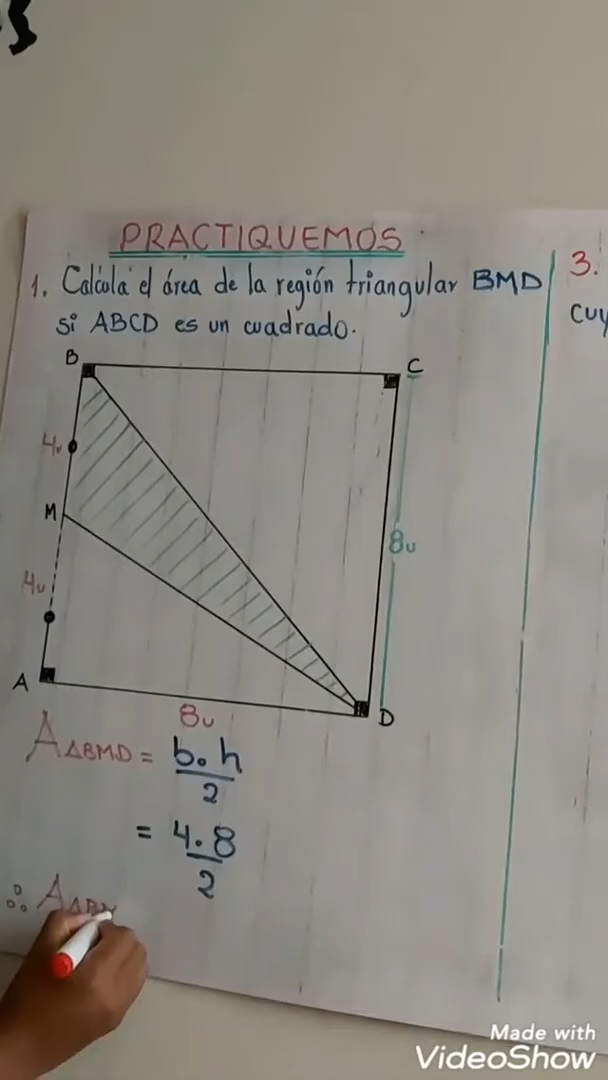 PRACTIQUEMOS
1. Calcula el área de la región triangular BMD
si ABCD es un cuadrado.
B
C
4u
M
8u
4u
A
8u
D
A△BMD = b.h
2
= 4.8
2
∴ A△BM
3.
cuy
Made with
VideoShow